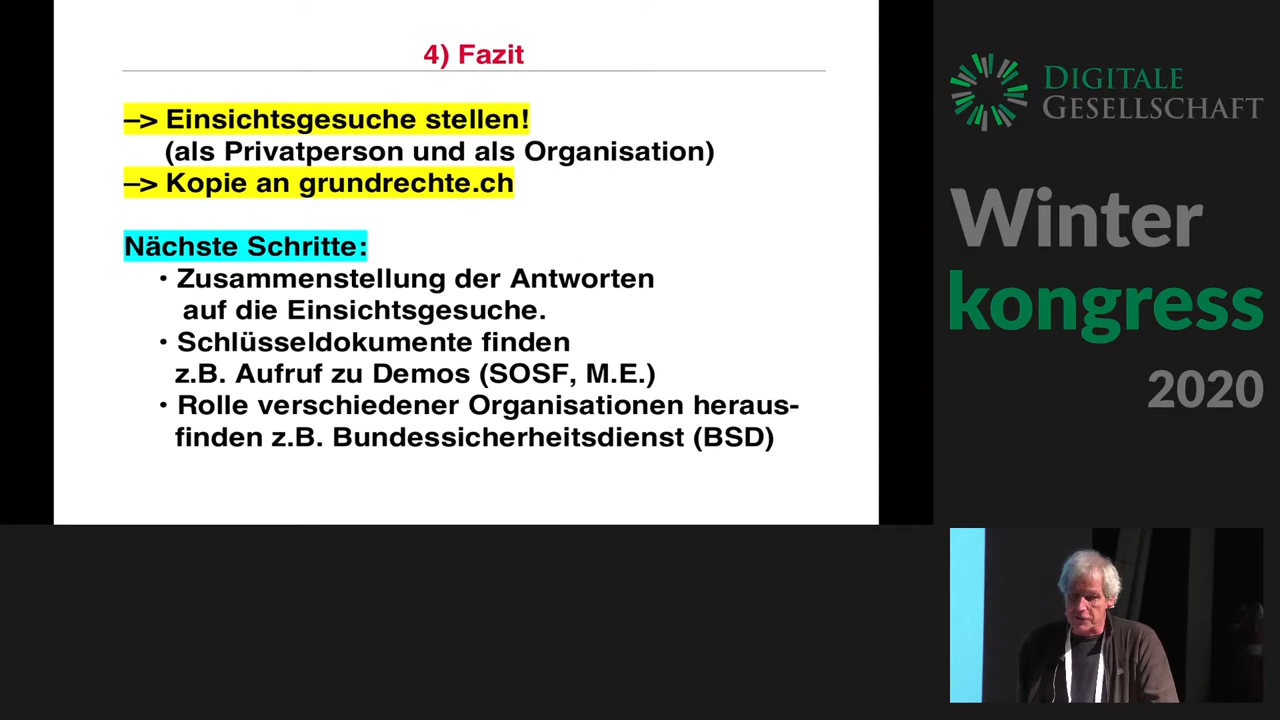 4) Fazit
—> Einsichtsgesuche stellen!
(als Privatperson und als Organisation)
—> Kopie an grundrechte.ch
Nächste Schritte:
• Zusammenstellung der Antworten
auf die Einsichtsgesuche.
• Schlüsseldokumente finden
z.B. Aufruf zu Demos (SOSF, M.E.)
• Rolle verschiedener Organisationen heraus-
finden z.B. Bundessicherheitsdienst (BSD)
DIGITALE
GESELLSCHAFT
Winter
kongress
2020